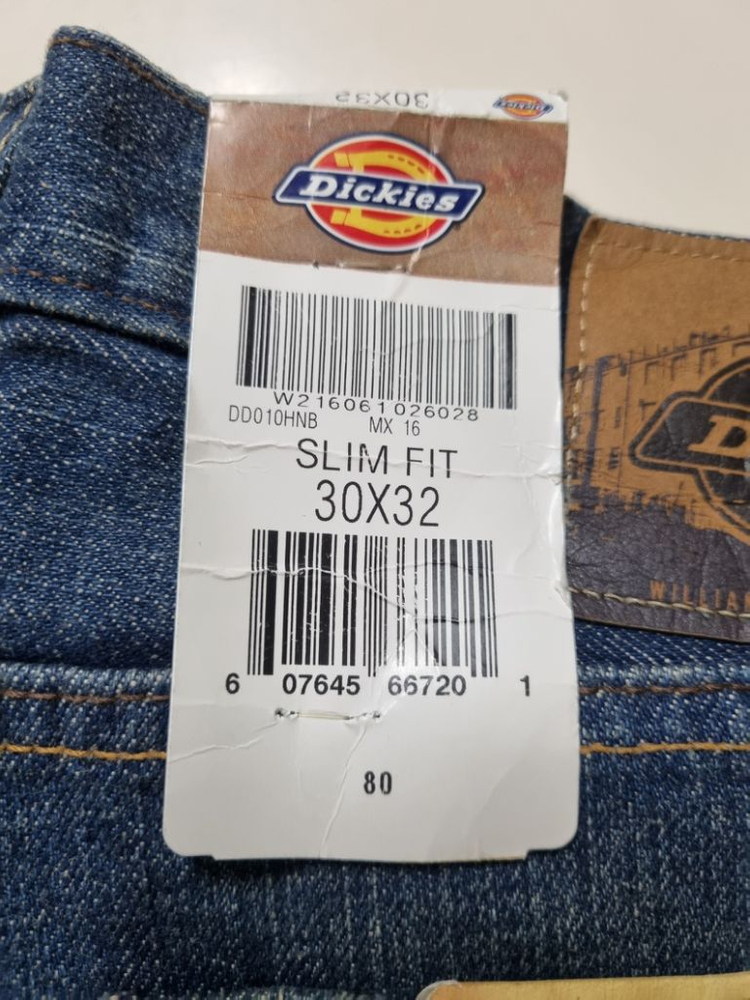 30X32
Dickies
Dickies
W216061026028
DD010HNB MX 16
SLIM FIT
30X32
6 07645 66720 1
80